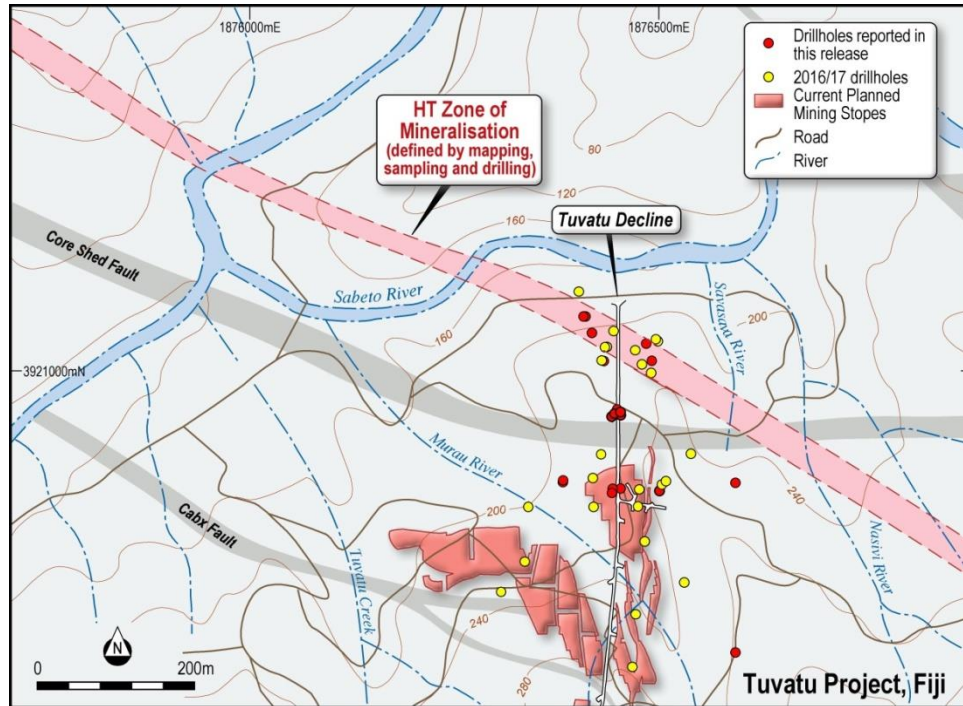 1876000mE
1876500mE
Drillholes reported in
this release
2016/17 drillholes
Current Planned
Mining Stopes
Road
River
HT Zone of
Mineralisation
(defined by mapping,
sampling and drilling)
80
120
160
Tuvatu Decline
Core Shed Fault
Sabeto River
Savasava River
200
160
3921000mN
Murau River
240
200
Cabx Fault
Nasivi River
Tuvatu Creek
240
N
0
200m
280
Tuvatu Project, Fiji